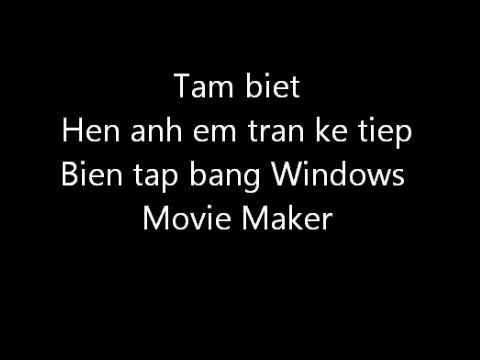 Tam biet
Hen anh em tran ke tiep
Bien tap bang Windows
Movie Maker